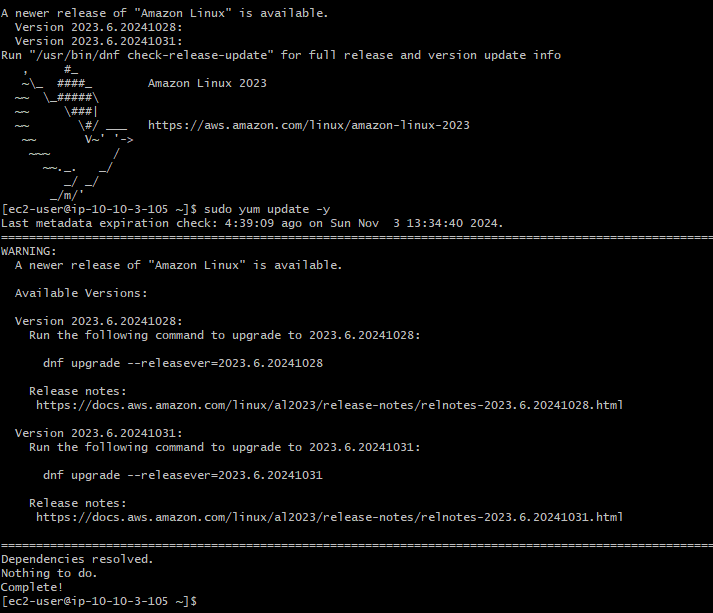 A newer release of "Amazon Linux" is available.
  Version 2023.6.20241028:
  Version 2023.6.20241031:
Run "/usr/bin/dnf check-release-update" for full release and version update info
   ,     #_
   ~\_  ####_        Amazon Linux 2023
  ~~  \_#####\
  ~~     \###|
  ~~       \#/ ___   https://aws.amazon.com/linux/amazon-linux-2023
   ~~       V~' '->
    ~~~         /
      ~~._.   _/
         _/ _/
       _/m/'
[ec2-user@ip-10-10-3-105 ~]$ sudo yum update -y
Last metadata expiration check: 4:39:09 ago on Sun Nov  3 13:34:40 2024.
======================================================================================================
WARNING:
  A newer release of "Amazon Linux" is available.

  Available Versions:

  Version 2023.6.20241028:
    Run the following command to upgrade to 2023.6.20241028:

      dnf upgrade --releasever=2023.6.20241028

    Release notes:
     https://docs.aws.amazon.com/linux/al2023/release-notes/relnotes-2023.6.20241028.html

  Version 2023.6.20241031:
    Run the following command to upgrade to 2023.6.20241031:

      dnf upgrade --releasever=2023.6.20241031

    Release notes:
     https://docs.aws.amazon.com/linux/al2023/release-notes/relnotes-2023.6.20241031.html

======================================================================================================
Dependencies resolved.
Nothing to do.
Complete!
[ec2-user@ip-10-10-3-105 ~]$